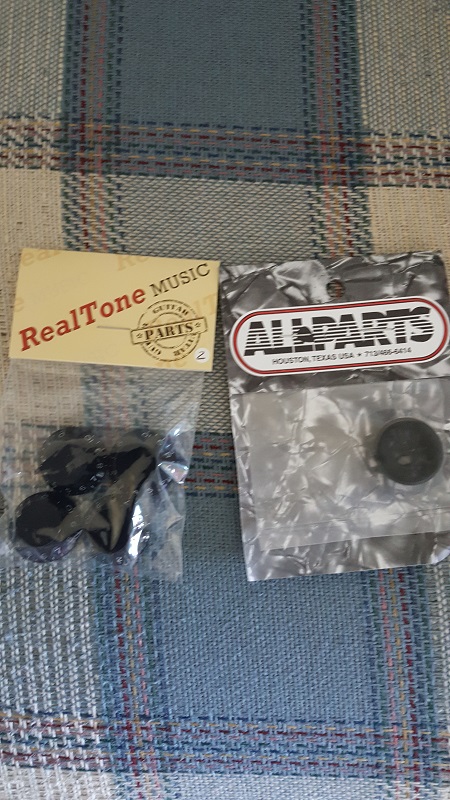 RealTone MUSIC
GUITAR
PARTS
2
ALLPARTS
HOUSTON, TEXAS USA • 713/466-6414